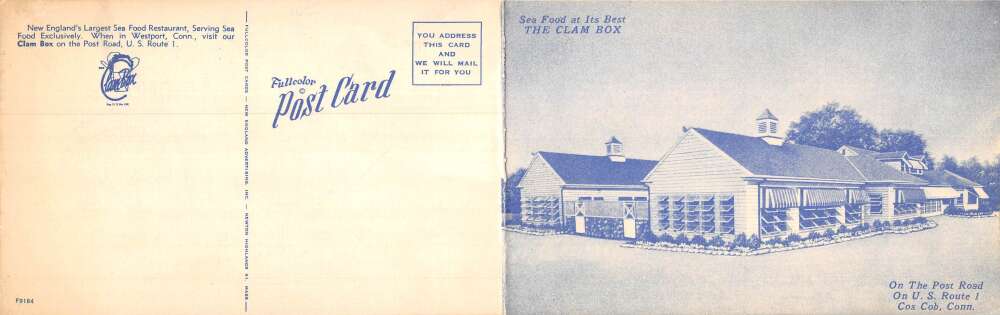 New England's Largest Sea Food Restaurant, Serving Sea
Food Exclusively. When in Westport, Conn., visit our
Clam Box on the Post Road, U. S. Route 1.
Clam Box
F9184
FULLCOLOR POST CARDS — NEW ENGLAND ADVERTISING, INC. — NEWTON HIGHLANDS 61, MASS.
Fullcolor
©
Post Card
YOU ADDRESS
THIS CARD
AND
WE WILL MAIL
IT FOR YOU
Sea Food at Its Best
THE CLAM BOX
On The Post Road
On U. S. Route 1
Cos Cob, Conn.